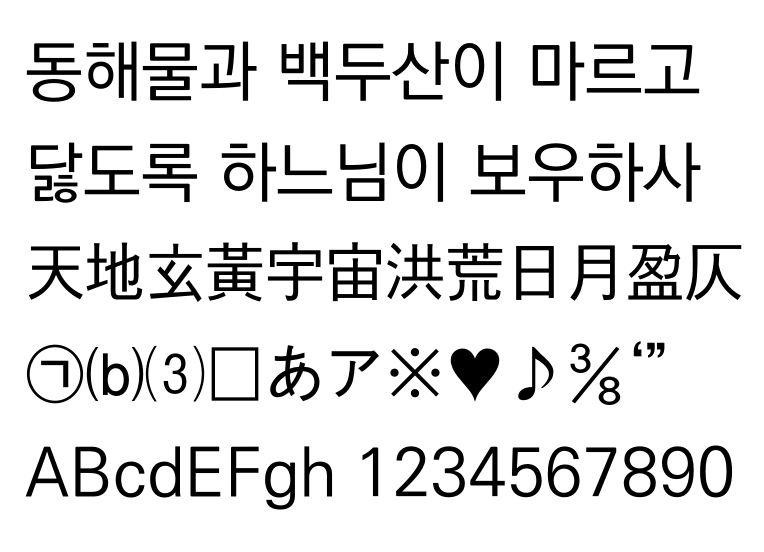 동해물과 백두산이 마르고
닳도록 하느님이 보우하사
天地玄黃宇宙洪荒日月盈仄
㉠⒝⑶□あア※♥♪⅜‘”
ABcdEFgh 1234567890